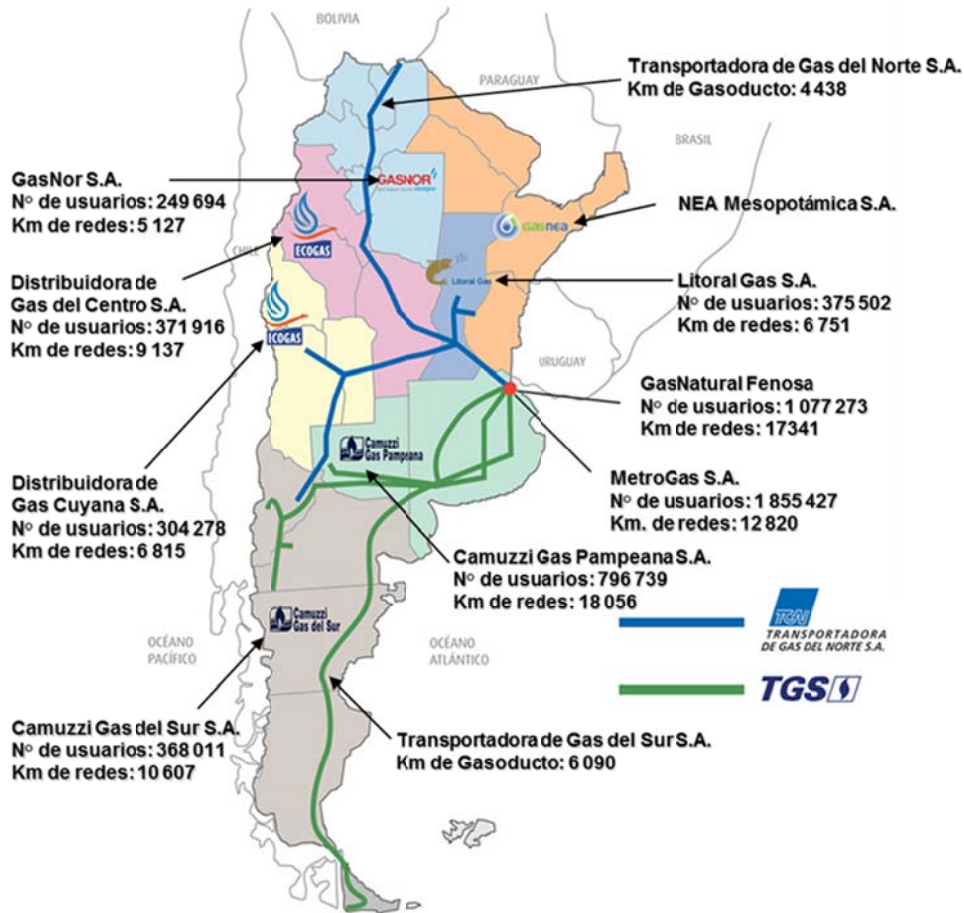 BOLIVIA
Transportadora de Gas del Norte S.A.
Km de Gasoducto: 4438
PARAGUAY
BRASIL
GasNor S.A.
Nº de usuarios: 249 694
Km de redes: 5 127
GASNOR
NEA Mesopotámica S.A.
gasnea
ECOGAS
CHILE
Distribuidora de
Gas del Centro S.A.
Nº de usuarios: 371 916
Km de redes: 9 137
Litoral Gas
Litoral Gas S.A.
Nº de usuarios: 375 502
Km de redes: 6 751
ECOGAS
URUGUAY
GasNatural Fenosa
Nº de usuarios: 1 077 273
Km de redes: 17341
Camuzzi
Gas Pampeana
Distribuidora de
Gas Cuyana S.A.
Nº de usuarios: 304 278
Km de redes: 6 815
MetroGas S.A.
Nº de usuarios: 1 855 427
Km. de redes: 12 820
Camuzzi Gas Pampeana S.A.
Nº de usuarios: 796 739
Km de redes: 18 056
Camuzzi
Gas del Sur
OCÉANO
PACÍFICO
OCÉANO
ATLÁNTICO
TGN
TRANSPORTADORA
DE GAS DEL NORTE S.A.
TGS
Camuzzi Gas del Sur S.A.
Nº de usuarios: 368 011
Km de redes: 10 607
Transportadora de Gas del Sur S.A.
Km de Gasoducto: 6 090